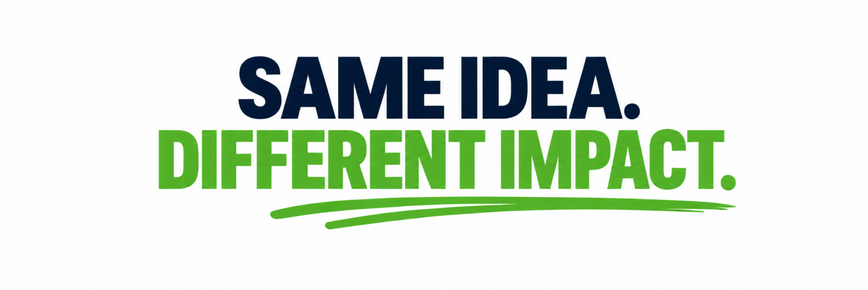 SAME IDEA.
DIFFERENT IMPACT.